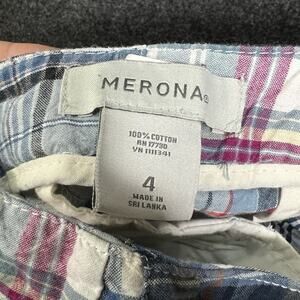 MERONA®
100% COTTON
RN 17730
VN 1111341
4
MADE IN
SRI LANKA